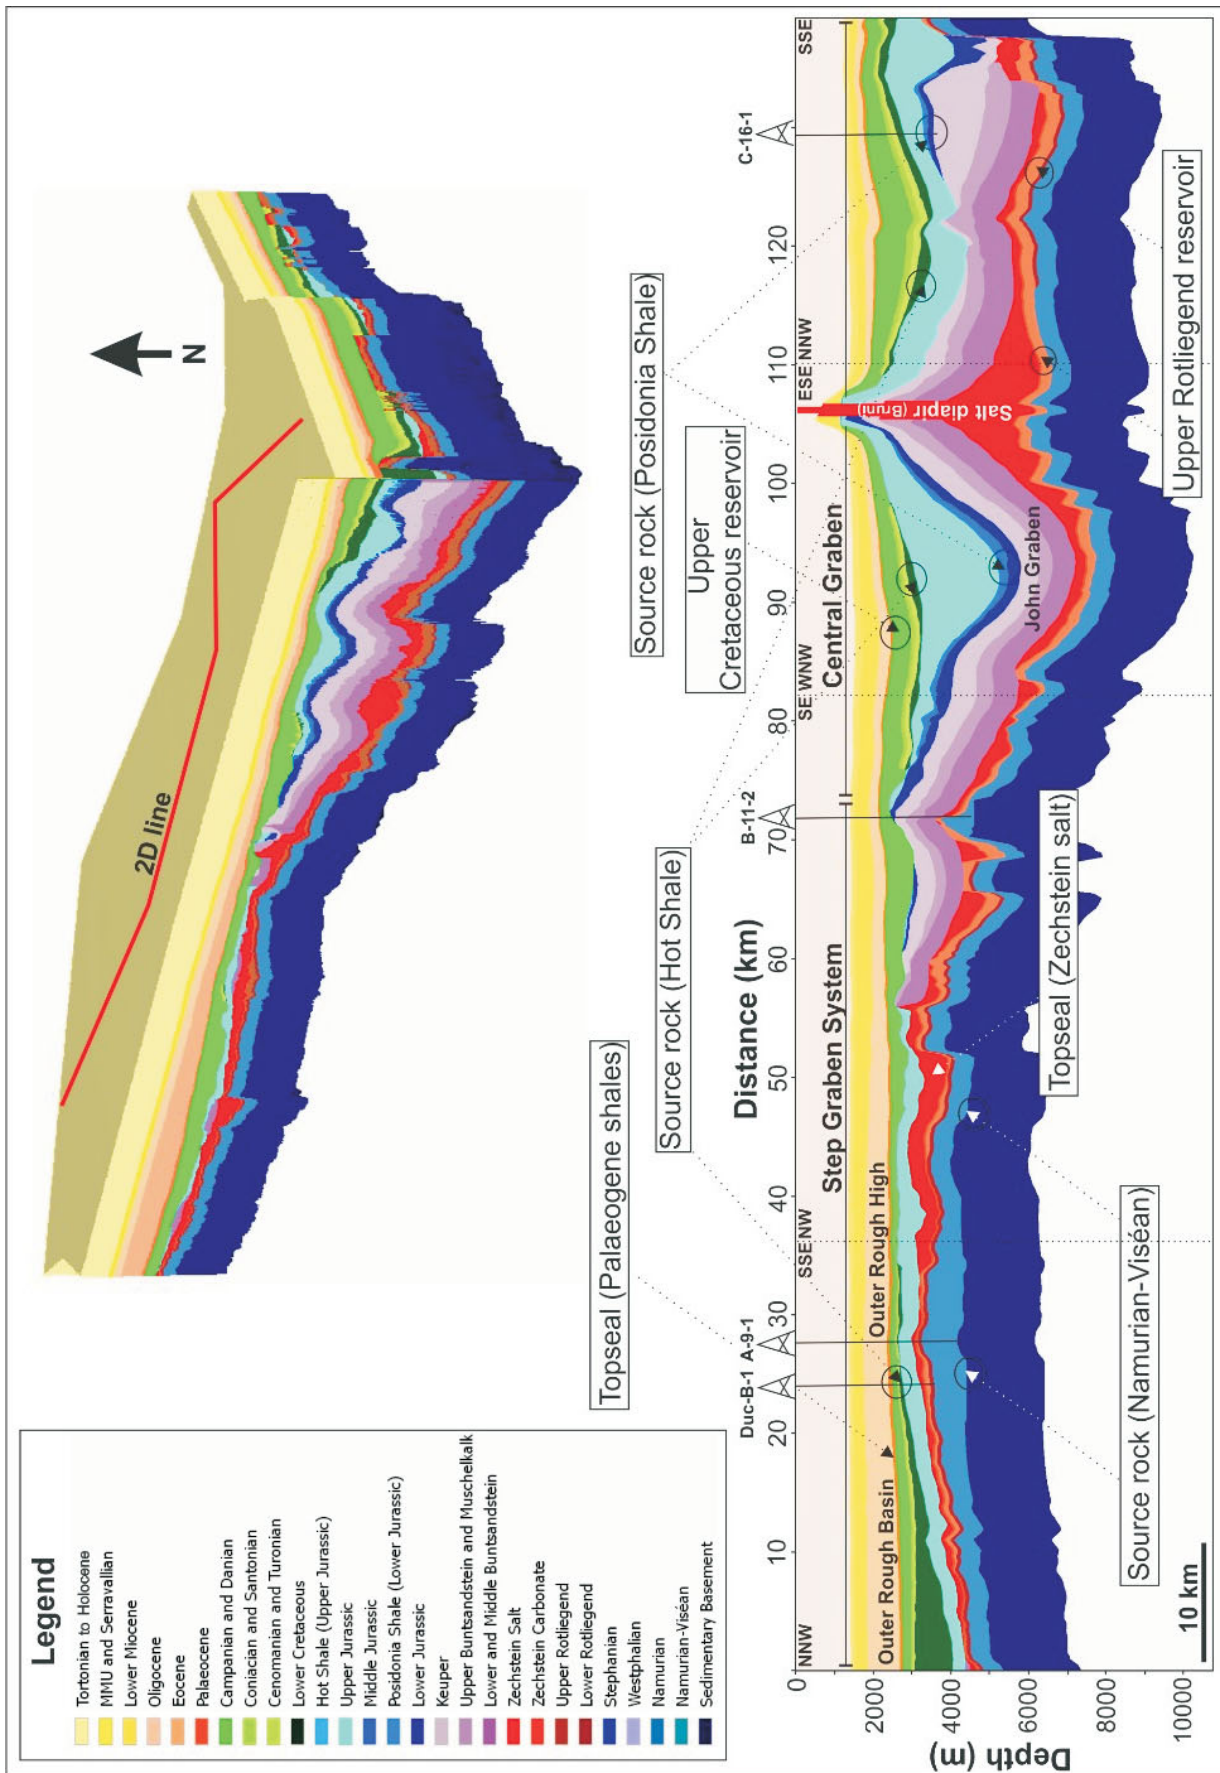 Legend
Tortonian to Holocene
MMU and Serravallian
Lower Miocene
Oligocene
Eocene
Palaeocene
Campanian and Danian
Coniacian and Santonian
Cenomanian and Turonian
Lower Cretaceous
Hot Shale (Upper Jurassic)
Upper Jurassic
Middle Jurassic
Posidonia Shale (Lower Jurassic)
Lower Jurassic
Keuper
Upper Buntsandstein and Muschelkalk
Lower and Middle Buntsandstein
Zechstein Salt
Zechstein Carbonate
Upper Rotliegend
Lower Rotliegend
Stephanian
Westphalian
Namurian
Namurian-Viséan
Sedimentary Basement
2D line
N
Topseal (Palaeogene shales)
Source rock (Hot Shale)
Upper
Cretaceous reservoir
Source rock (Posidonia Shale)
Duc-B-1
A-9-1
B-11-2
C-16-1
Distance (km)
10
20
30
40
50
60
70
80
90
100
110
120
NNW
SSE
NW
SE
WNW
ESE
NNW
SSE
Step Graben System
Central Graben
Outer Rough Basin
Outer Rough High
John Graben
Salt diapir (Bruni)
Depth (m)
0
2000
4000
6000
8000
10000
10 km
Source rock (Namurian-Viséan)
Topseal (Zechstein salt)
Upper Rotliegend reservoir